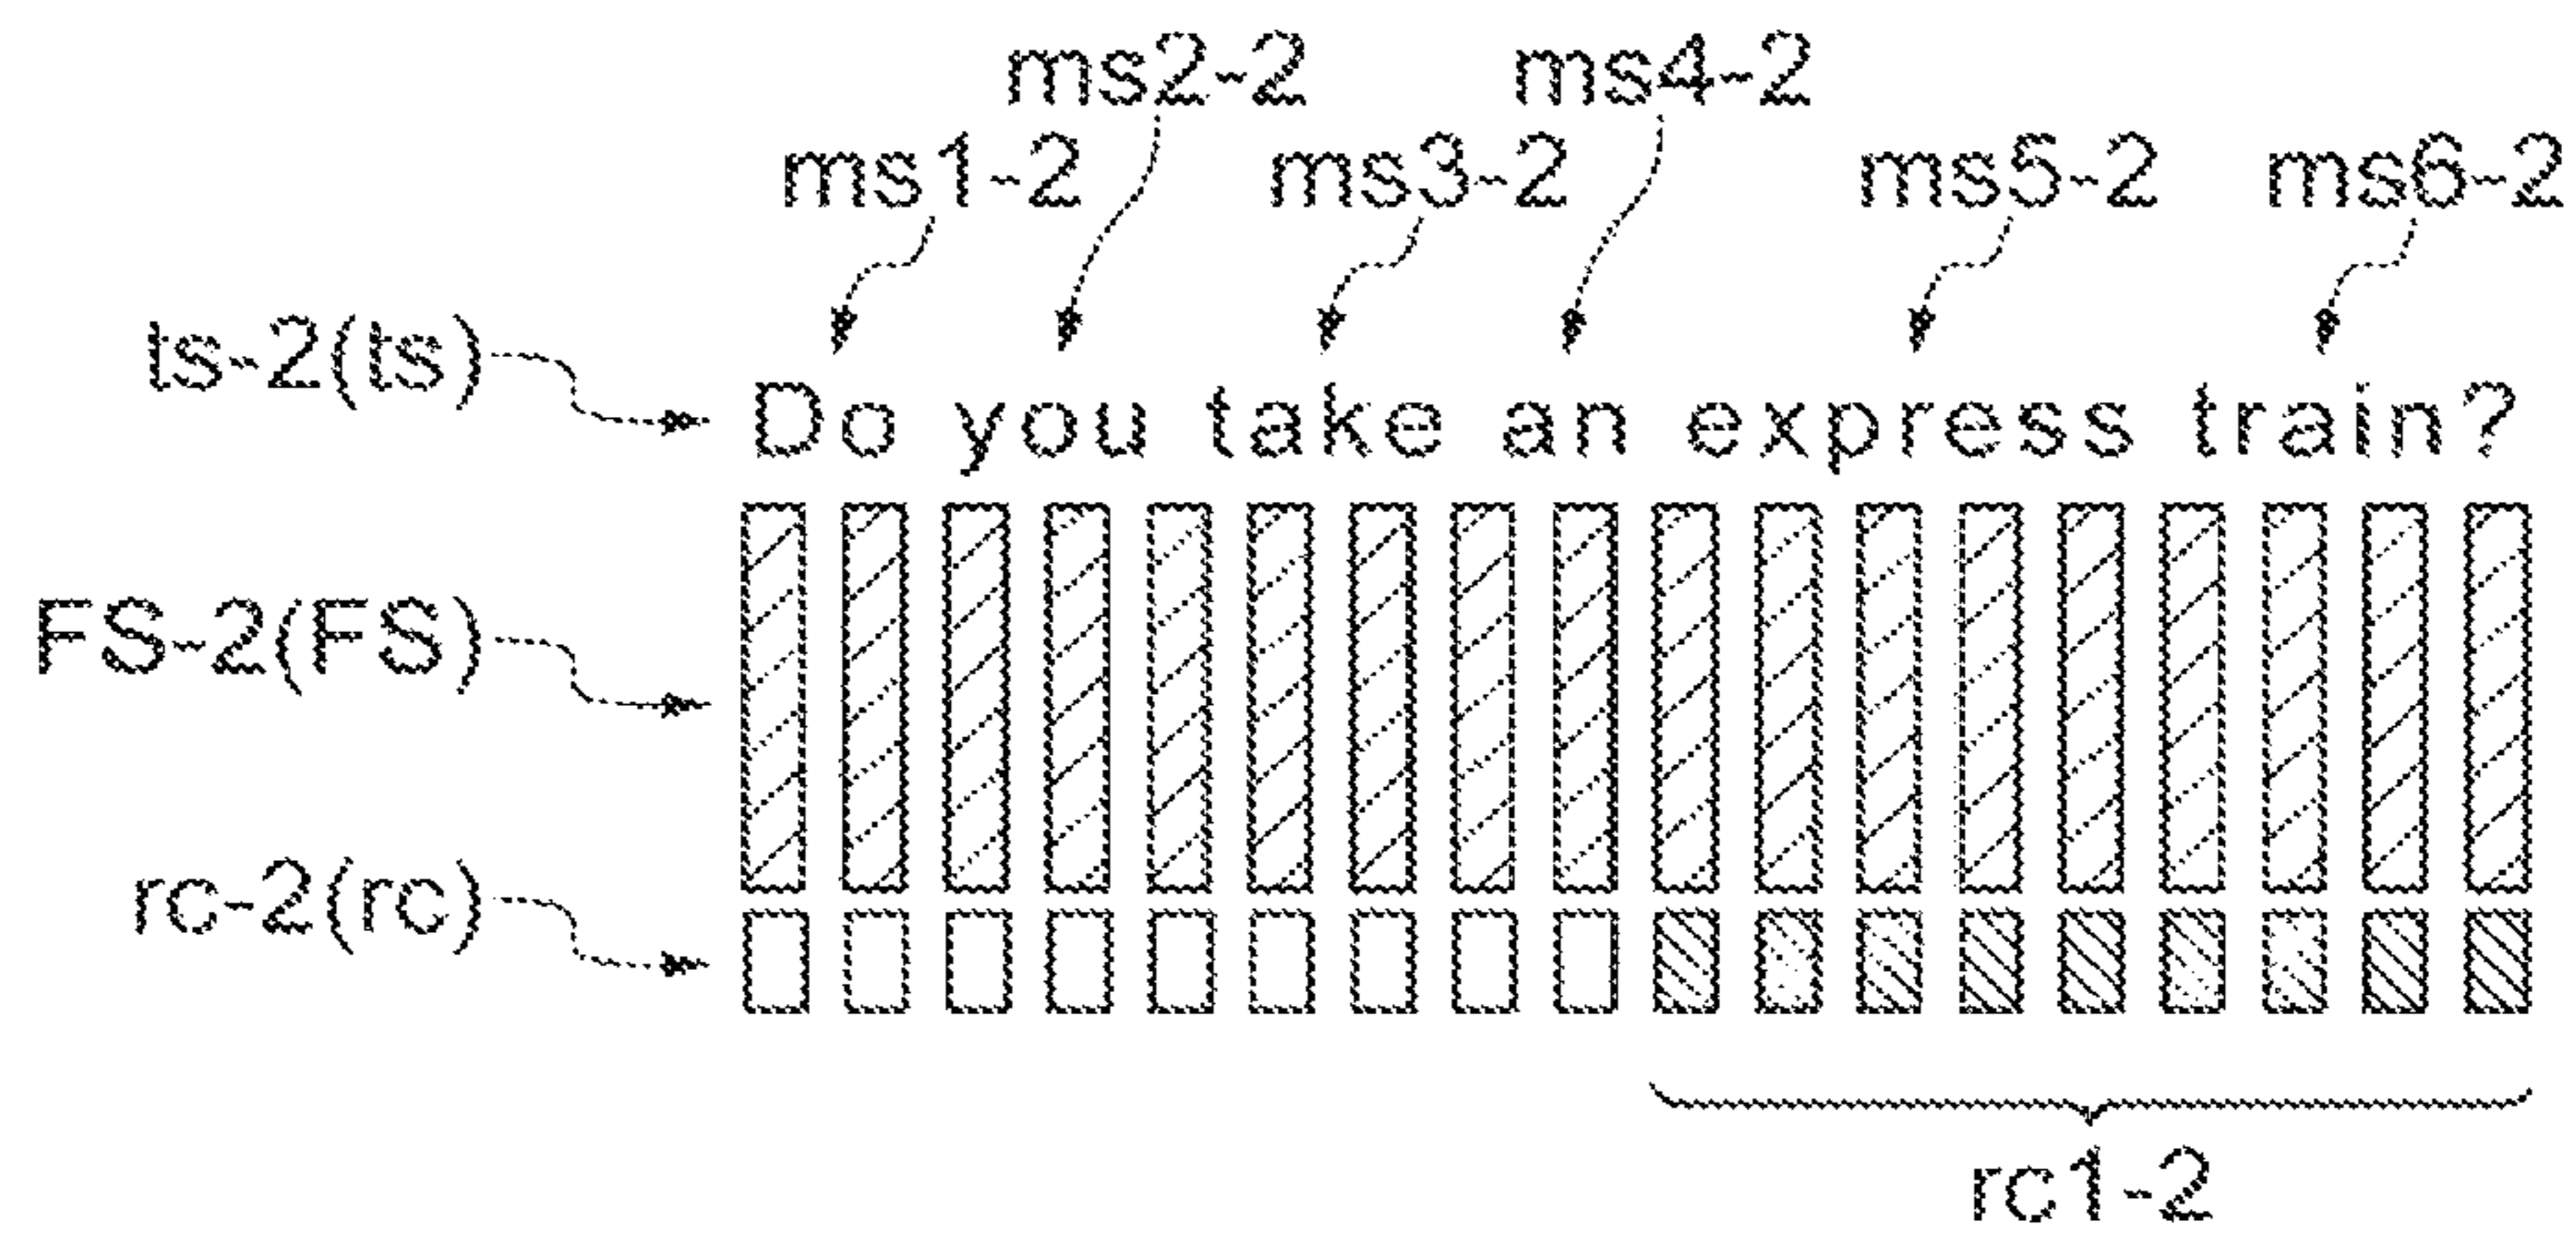 ms2-2 ms4-2
ms1-2 ms3-2 ms5-2 ms6-2
ts-2(ts)
Do you take an express train?
FS-2(FS)
rc-2(rc)
rc1-2